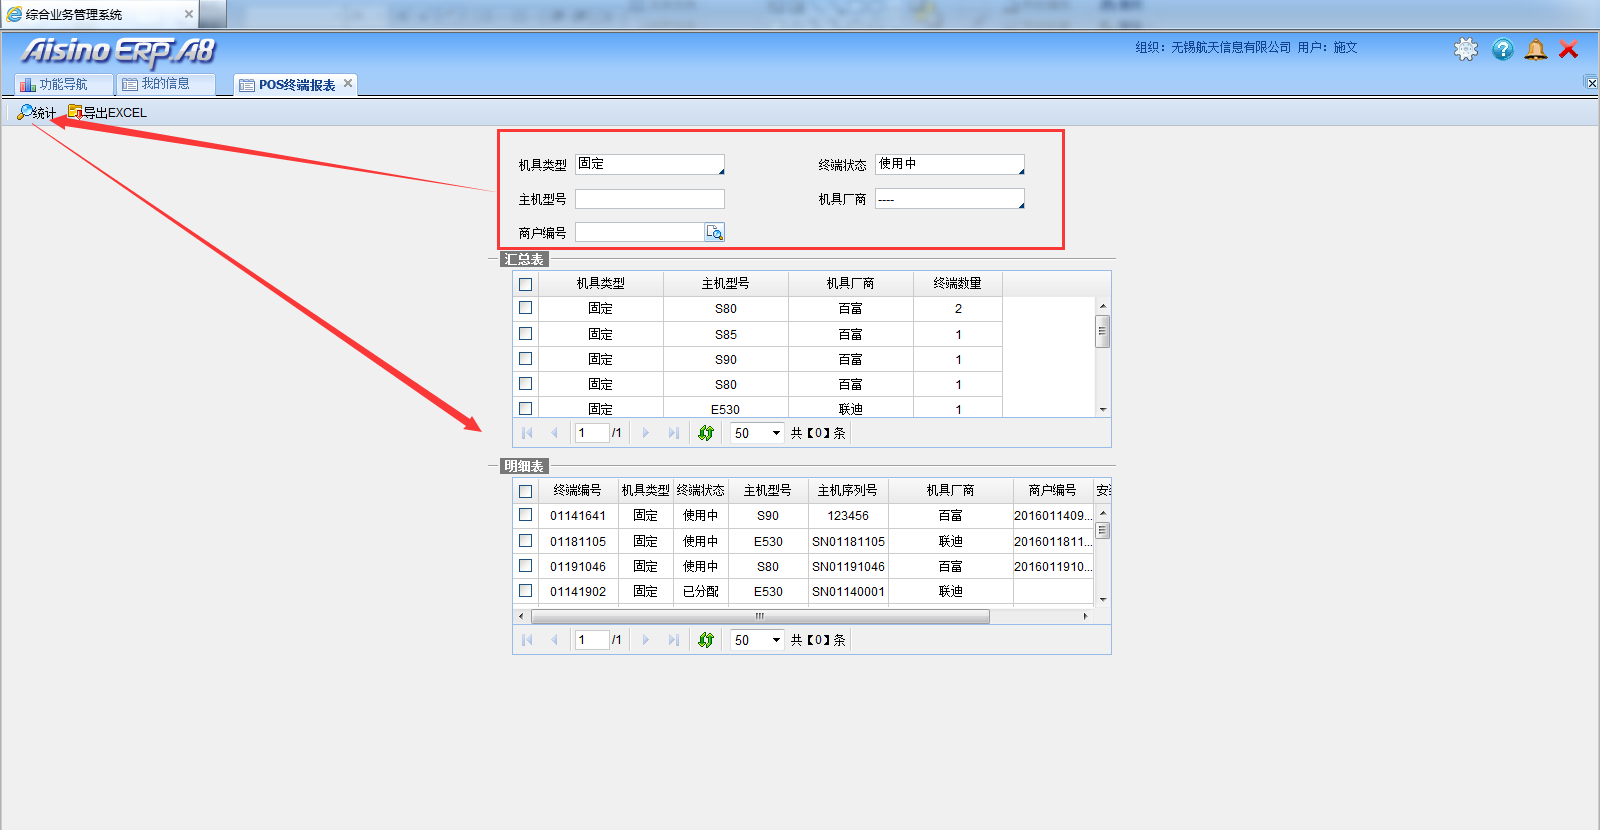 综合业务管理系统
Aisino ERP.A8
组织：无锡航天信息有限公司 用户：施文
功能导航 我的信息 POS终端报表
统计 导出EXCEL
机具类型 固定 终端状态 使用中
主机型号 机具厂商 ----
商户编号
汇总表
机具类型 主机型号 机具厂商 终端数量
固定 S80 百富 2
固定 S85 百富 1
固定 S90 百富 1
固定 S80 百富 1
固定 E530 联迪 1
1 /1 50 共【0】条
明细表
终端编号 机具类型 终端状态 主机型号 主机序列号 机具厂商 商户编号
01141641 固定 使用中 S90 123456 百富 2016011409...
01181105 固定 使用中 E530 SN01181105 联迪 2016011811...
01191046 固定 使用中 S80 SN01191046 百富 2016011910...
01141902 固定 已分配 E530 SN01140001 联迪
1 /1 50 共【0】条